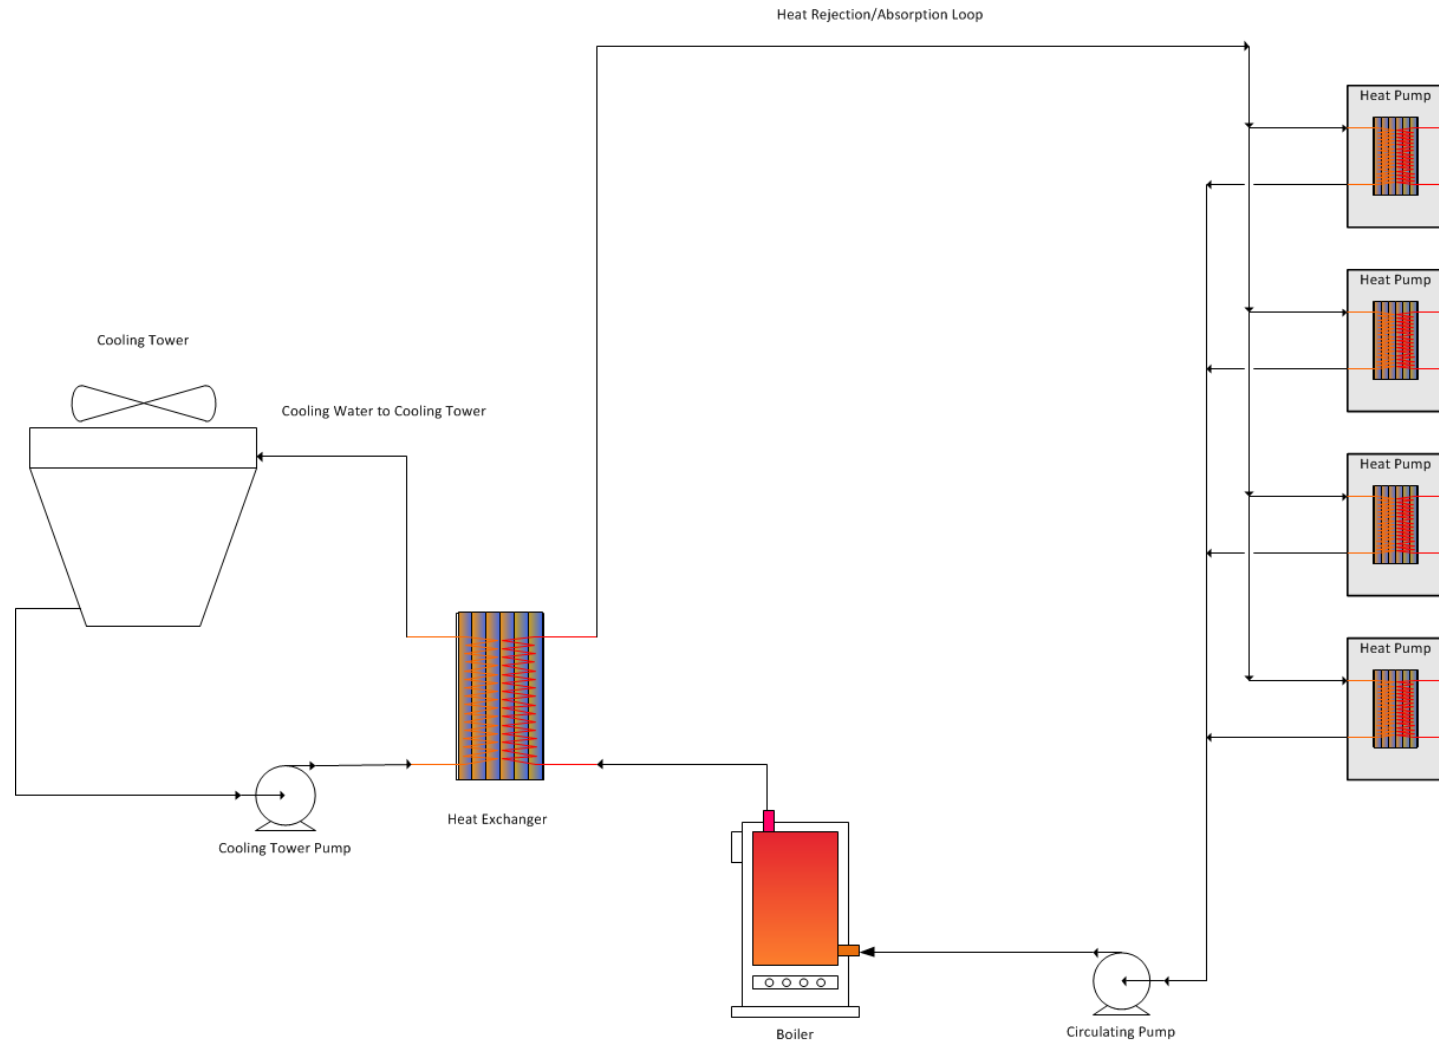 Heat Rejection/Absorption Loop
Heat Pump
Heat Pump
Cooling Tower
Cooling Water to Cooling Tower
Heat Pump
Heat Pump
Heat Exchanger
Cooling Tower Pump
Boiler
Circulating Pump